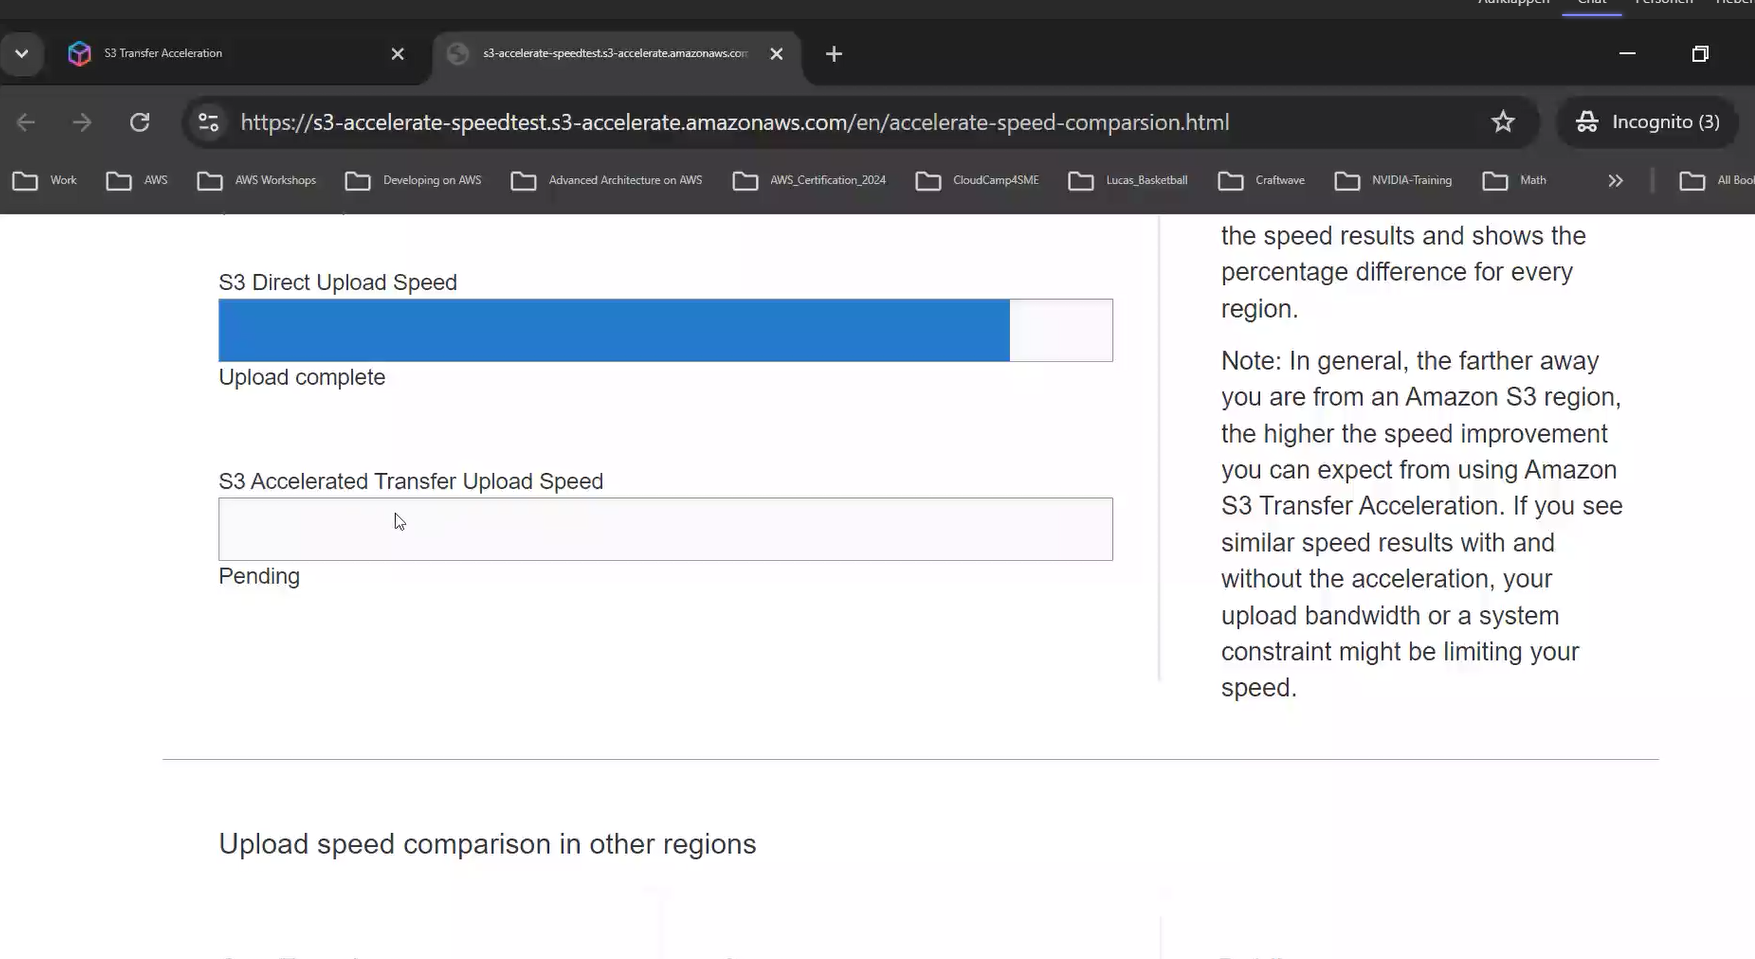 Chat
S3 Transfer Acceleration
s3-accelerate-speedtest.s3-accelerate.amazonaws.com
https://s3-accelerate-speedtest.s3-accelerate.amazonaws.com/en/accelerate-speed-comparsion.html
Incognito (3)
Work
AWS
AWS Workshops
Developing on AWS
Advanced Architecture on AWS
AWS_Certification_2024
CloudCamp4SME
Lucas_Basketball
Craftwave
NVIDIA-Training
Math
All Boo
S3 Direct Upload Speed
Upload complete
S3 Accelerated Transfer Upload Speed
Pending
the speed results and shows the
percentage difference for every
region.
Note: In general, the farther away
you are from an Amazon S3 region,
the higher the speed improvement
you can expect from using Amazon
S3 Transfer Acceleration. If you see
similar speed results with and
without the acceleration, your
upload bandwidth or a system
constraint might be limiting your
speed.
Upload speed comparison in other regions